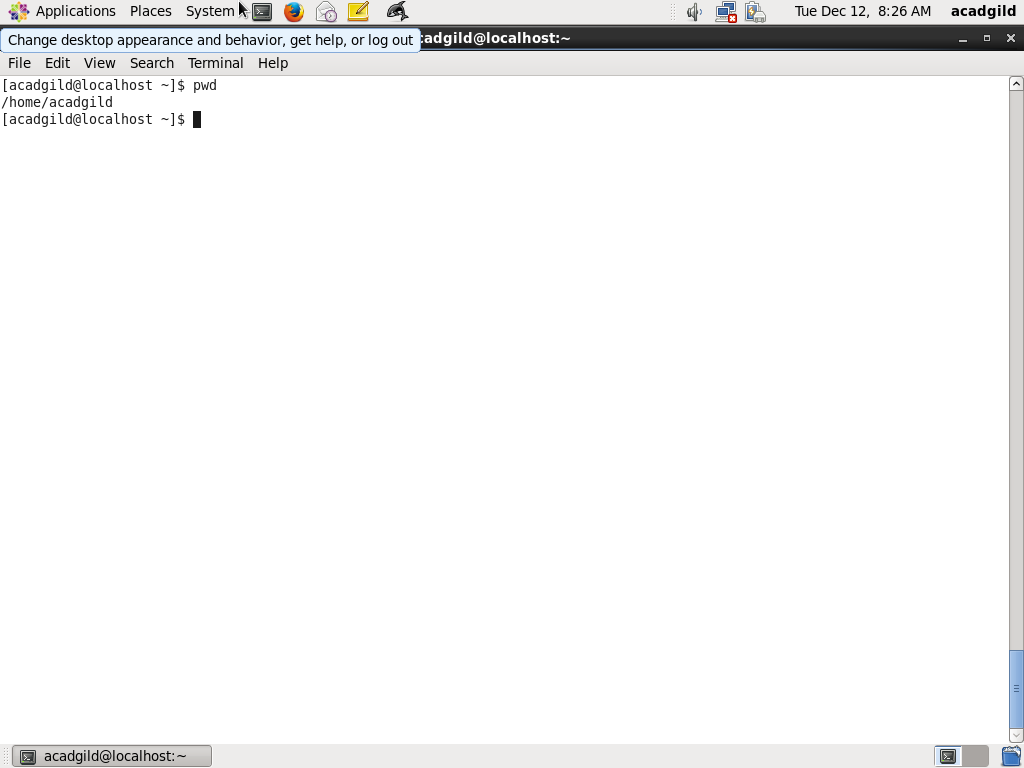 Applications Places System Tue Dec 12, 8:26 AM acadgild
Change desktop appearance and behavior, get help, or log out
cadgild@localhost:~
File Edit View Search Terminal Help
[acadgild@localhost ~]$ pwd
/home/acadgild
[acadgild@localhost ~]$
acadgild@localhost:~